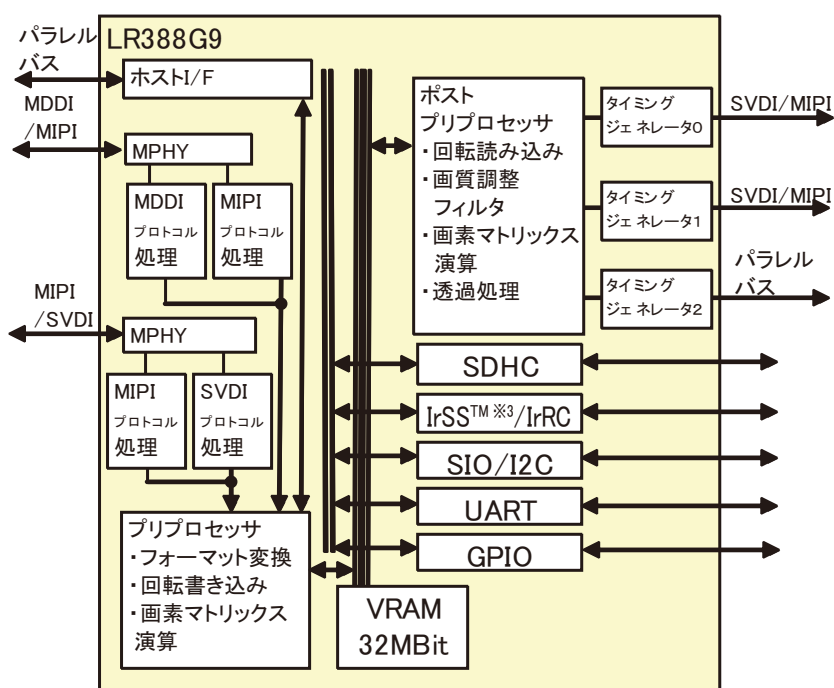 LR388G9
パラレル
バス
ホストI/F
MDDI
/MIPI
MPHY
MDDI
プロトコル
処理
MIPI
プロトコル
処理
MIPI
/SVDI
MPHY
MIPI
プロトコル
処理
SVDI
プロトコル
処理
プリプロセッサ
・フォーマット変換
・回転書き込み
・画素マトリックス
演算
VRAM
32MBit
ポスト
プリプロセッサ
・回転読み込み
・画質調整
フィルタ
・画素マトリックス
演算
・透過処理
タイミング
ジェネレータ0
SVDI/MIPI
タイミング
ジェネレータ1
SVDI/MIPI
タイミング
ジェネレータ2
パラレル
バス
SDHC
IrSS™ ※3/IrRC
SIO/I2C
UART
GPIO